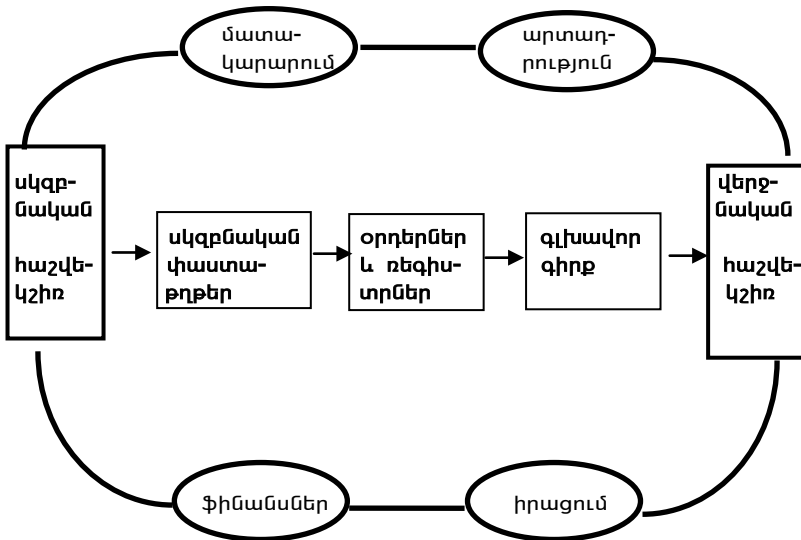 մատա-
կարարում
արտադ-
րություն
սկզբ-
նական
հաշվե-
կշիռ
սկզբնական
փաստա-
թղթեր
օրդերներ
և ռեգիս-
տրներ
գլխավոր
գիրք
վերջ-
նական
հաշվե-
կշիռ
ֆինանսներ
իրացում